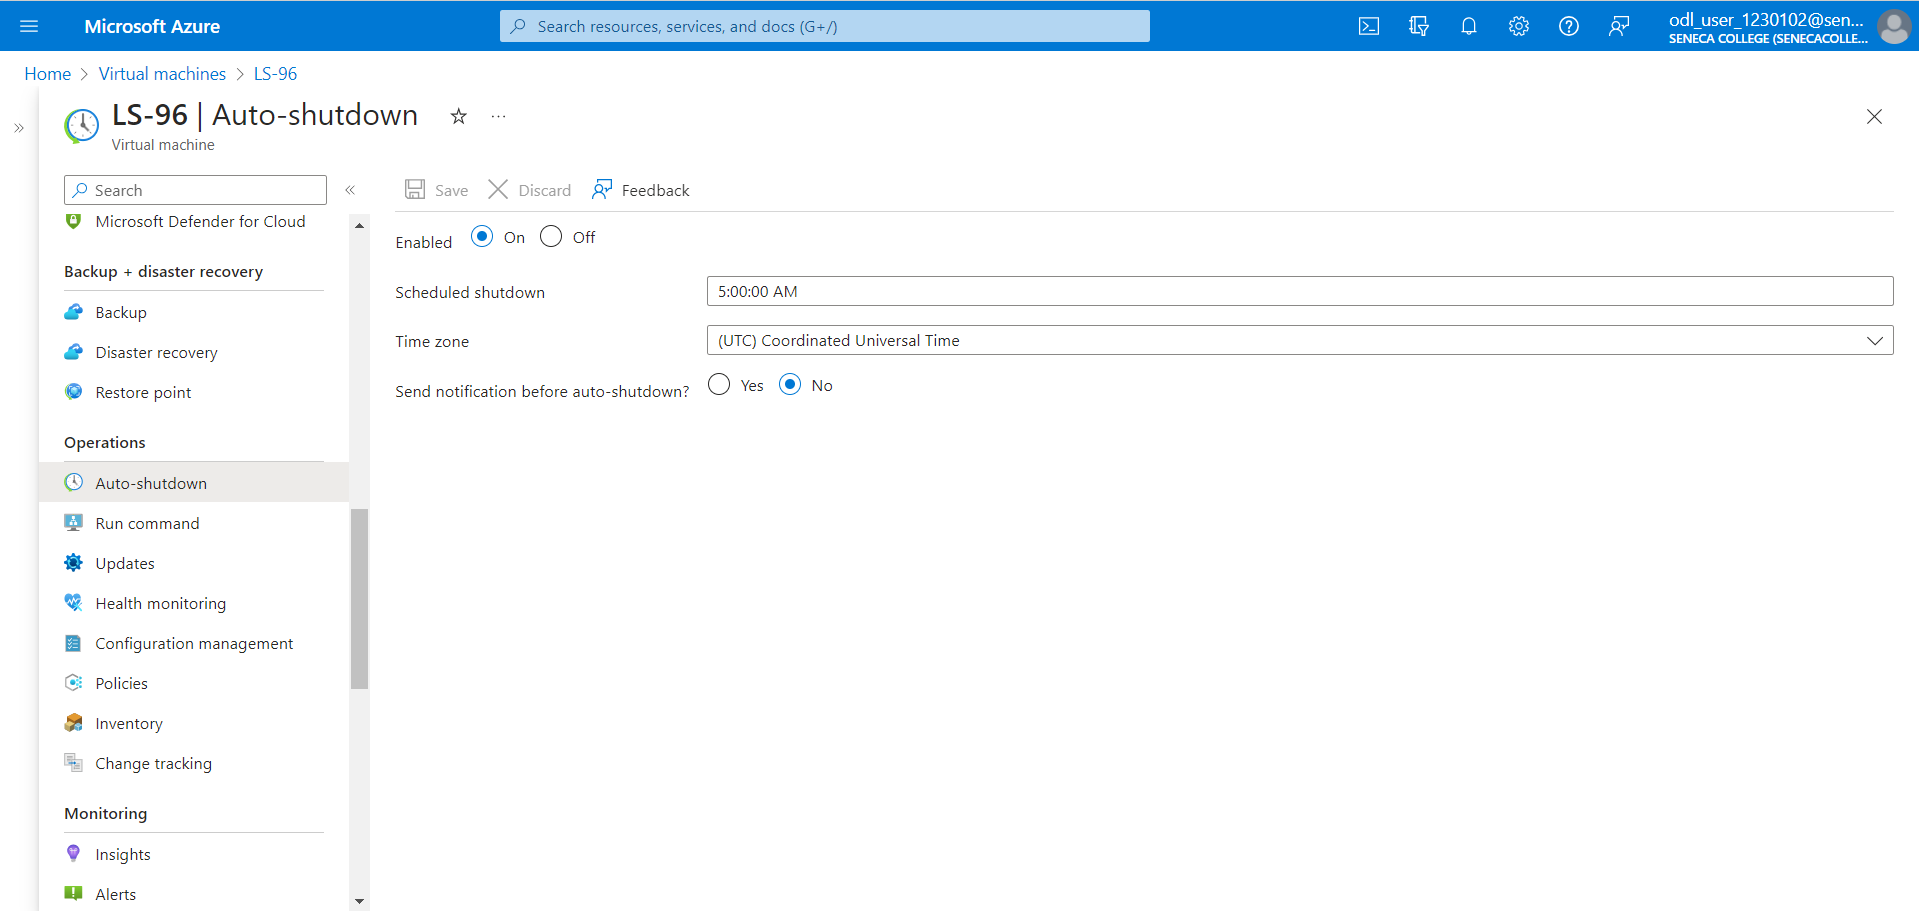 Microsoft Azure
Search resources, services, and docs (G+/)
odl_user_1230102@sen...
SENECA COLLEGE (SENECACOLLE...
Home > Virtual machines > LS-96
LS-96 | Auto-shutdown
Virtual machine
Search
Save
Discard
Feedback
Microsoft Defender for Cloud
Backup + disaster recovery
Backup
Disaster recovery
Restore point
Operations
Auto-shutdown
Run command
Updates
Health monitoring
Configuration management
Policies
Inventory
Change tracking
Monitoring
Insights
Alerts
Enabled On Off
Scheduled shutdown 5:00:00 AM
Time zone (UTC) Coordinated Universal Time
Send notification before auto-shutdown? Yes No